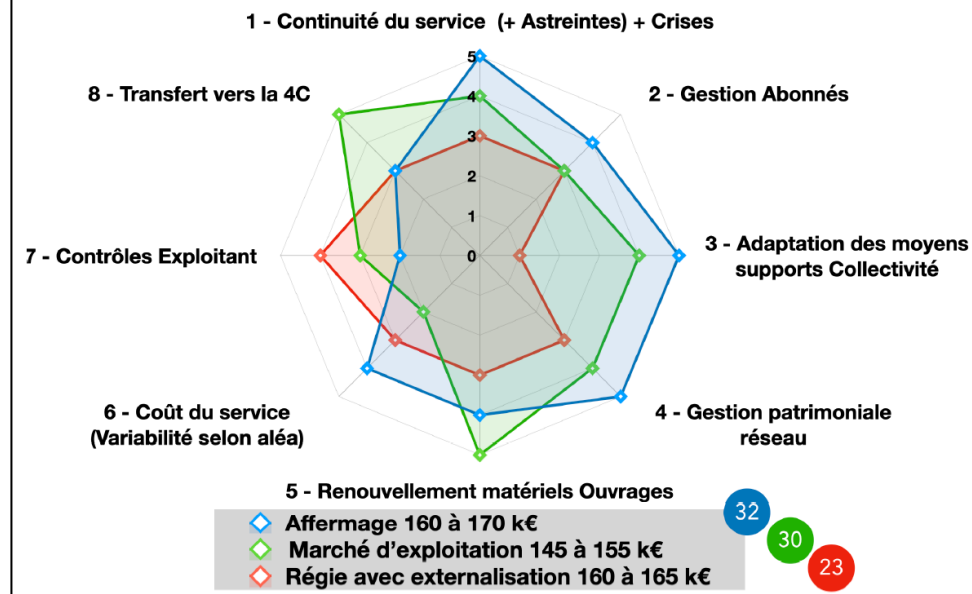 1 - Continuité du service (+ Astreintes) + Crises
8 - Transfert vers la 4C
2 - Gestion Abonnés
5
4
3
2
1
0
7 - Contrôles Exploitant
3 - Adaptation des moyens
supports Collectivité
6 - Coût du service
(Variabilité selon aléa)
4 - Gestion patrimoniale
réseau
5 - Renouvellement matériels Ouvrages
Affermage 160 à 170 k€
Marché d’exploitation 145 à 155 k€
Régie avec externalisation 160 à 165 k€
32
30
23